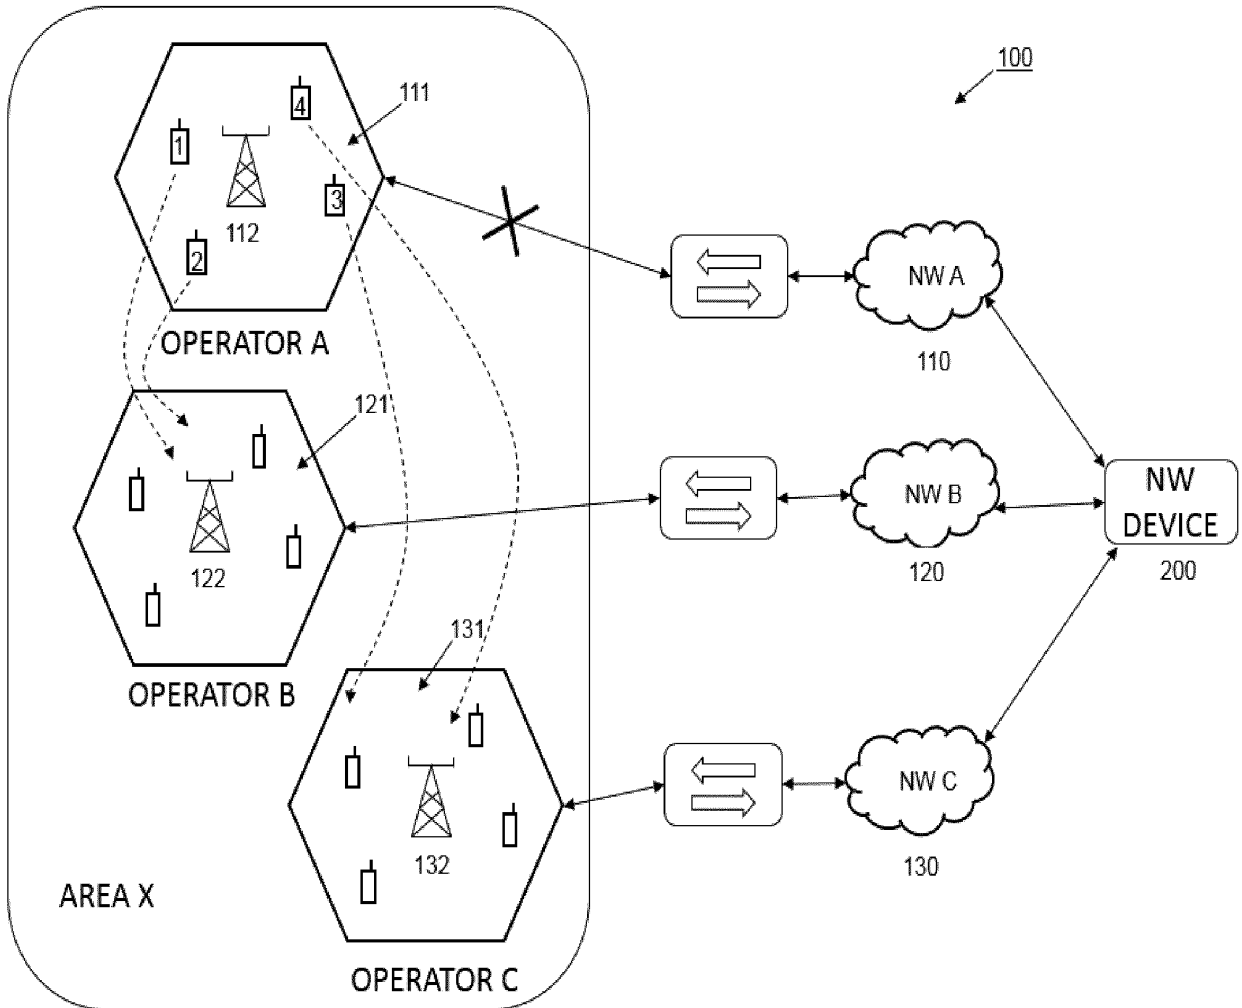 100
4
111
1
3
112
2
NW A
OPERATOR A
110
121
NW B
NW
DEVICE
122
120
200
131
OPERATOR B
NW C
132
130
AREA X
OPERATOR C